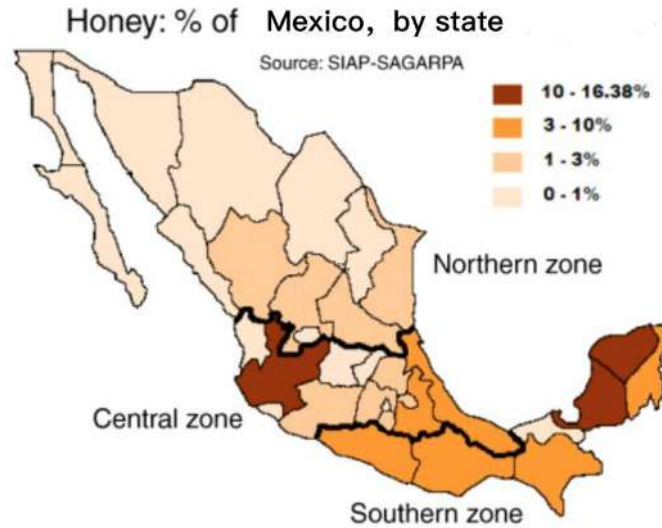 Honey: % of Mexico, by state
Source: SIAP-SAGARPA
10 - 16.38%
3 - 10%
1 - 3%
0 - 1%
Northern zone
Central zone
Southern zone